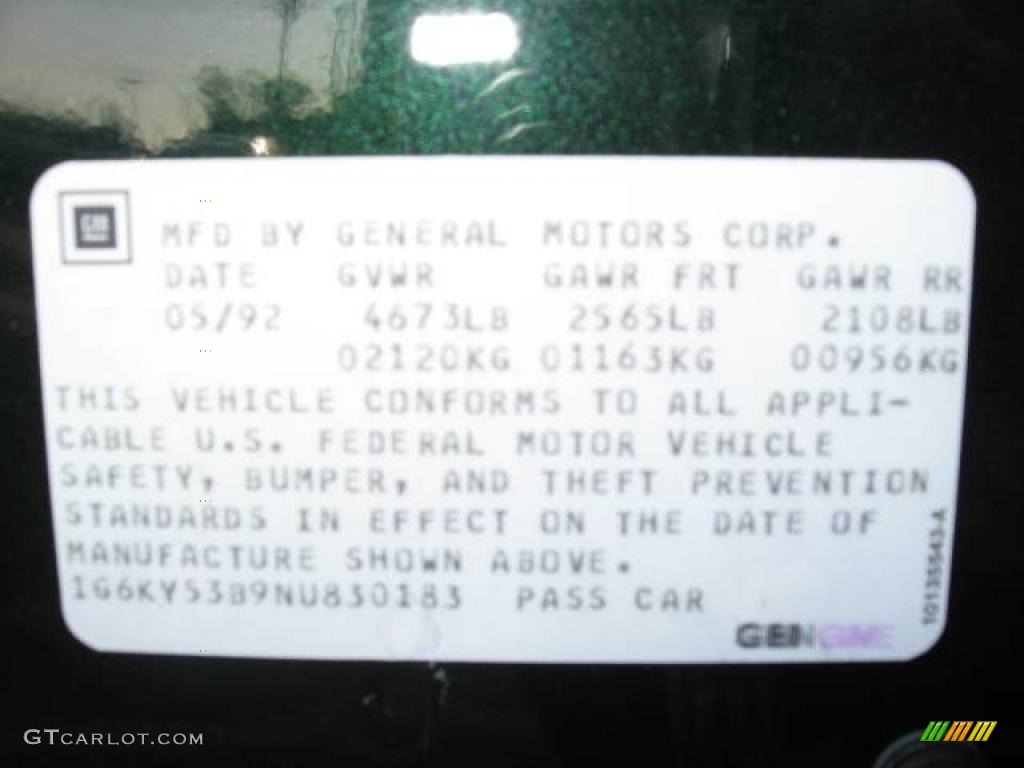 GM
MFD BY GENERAL MOTORS CORP.
DATE GVWR GAWR FRT GAWR RR
05/92 4673LB 2565LB 2108LB
02120KG 01163KG 00956KG
THIS VEHICLE CONFORMS TO ALL APPLI-
CABLE U.S. FEDERAL MOTOR VEHICLE
SAFETY, BUMPER, AND THEFT PREVENTION
STANDARDS IN EFFECT ON THE DATE OF
MANUFACTURE SHOWN ABOVE.
1G6KY53B9NU830183 PASS CAR
10135543-A
GTCARLOT.COM